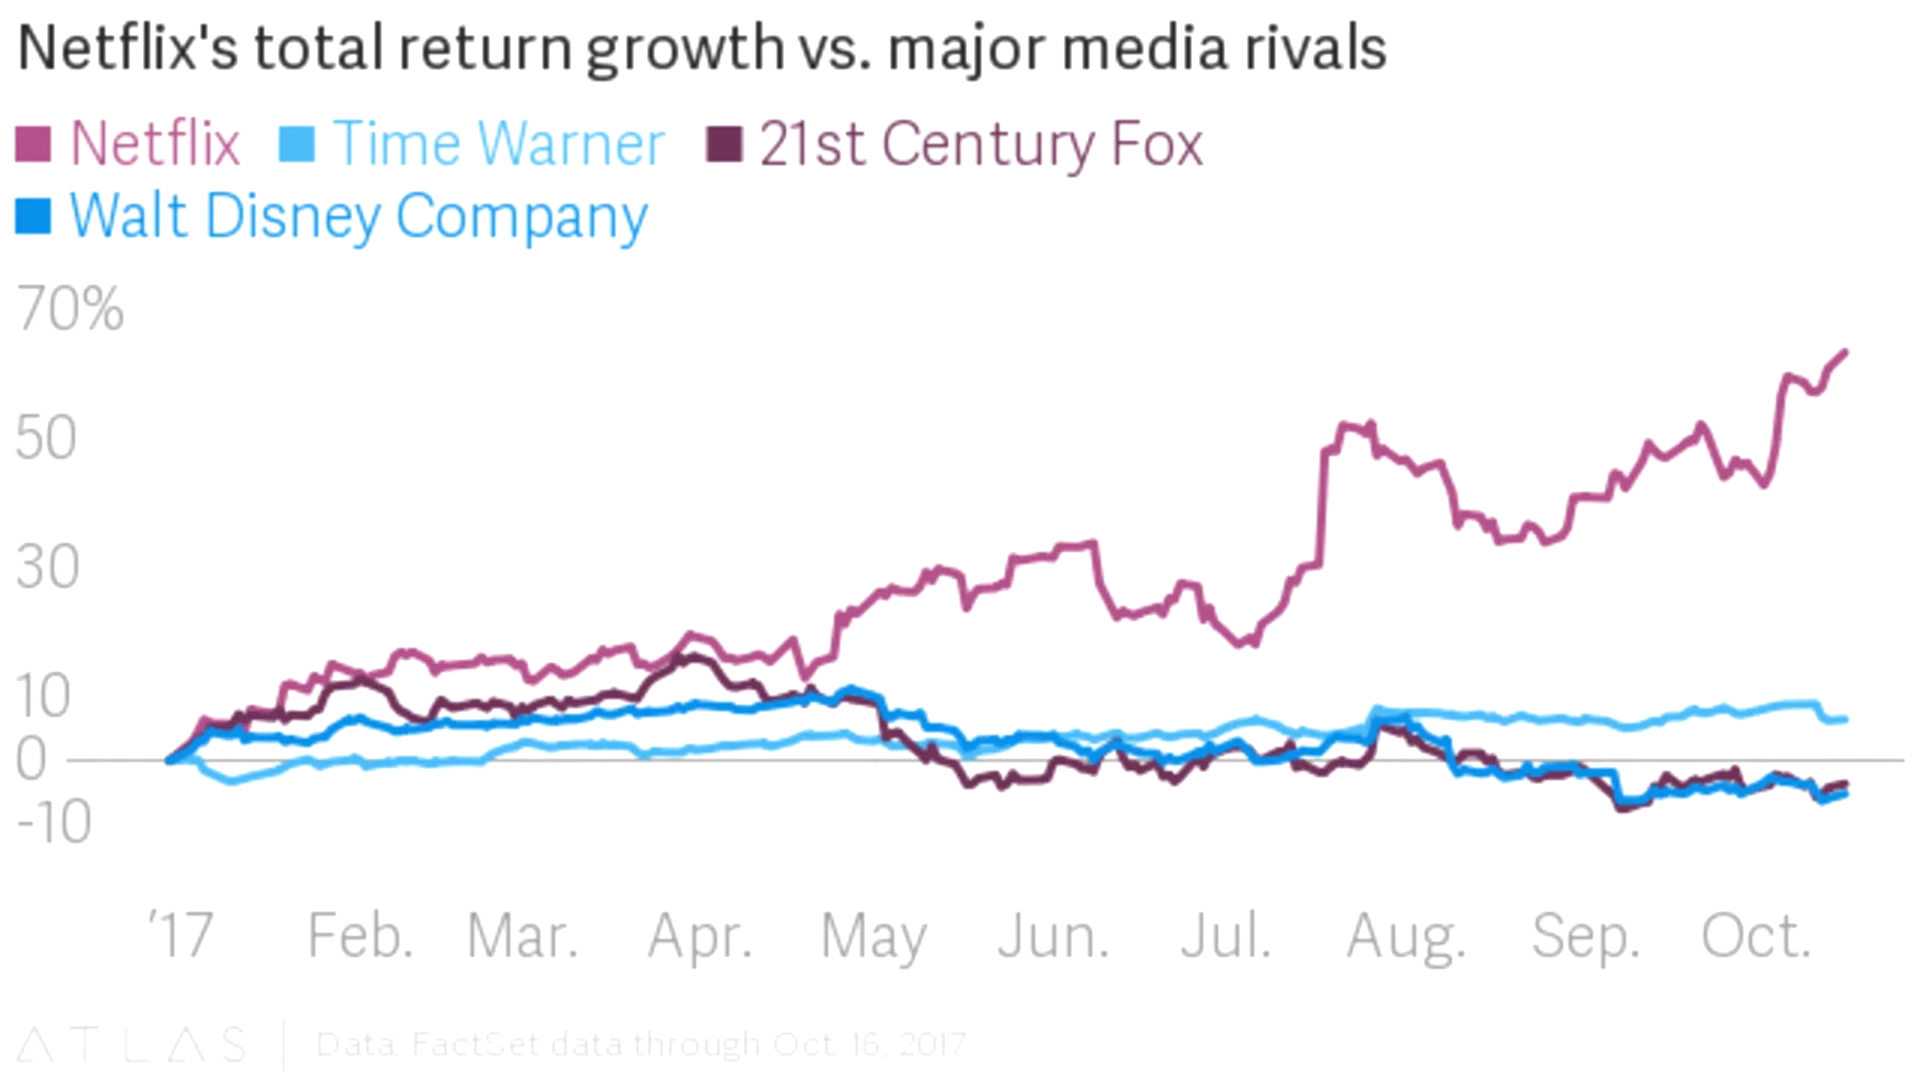 Netflix's total return growth vs. major media rivals
Netflix Time Warner 21st Century Fox
Walt Disney Company
70%
50
30
10
0
-10
'17 Feb. Mar. Apr. May Jun. Jul. Aug. Sep. Oct.
ATLAS | Data: FactSet data through Oct. 16, 2017